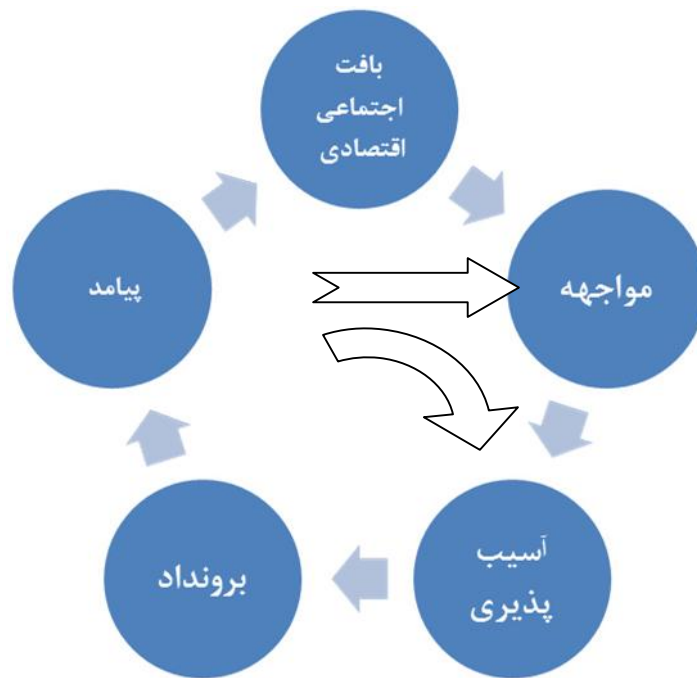 بافت
اجتماعی
اقتصادی
مواجهه
آسیب
پذیری
برونداد
پیامد